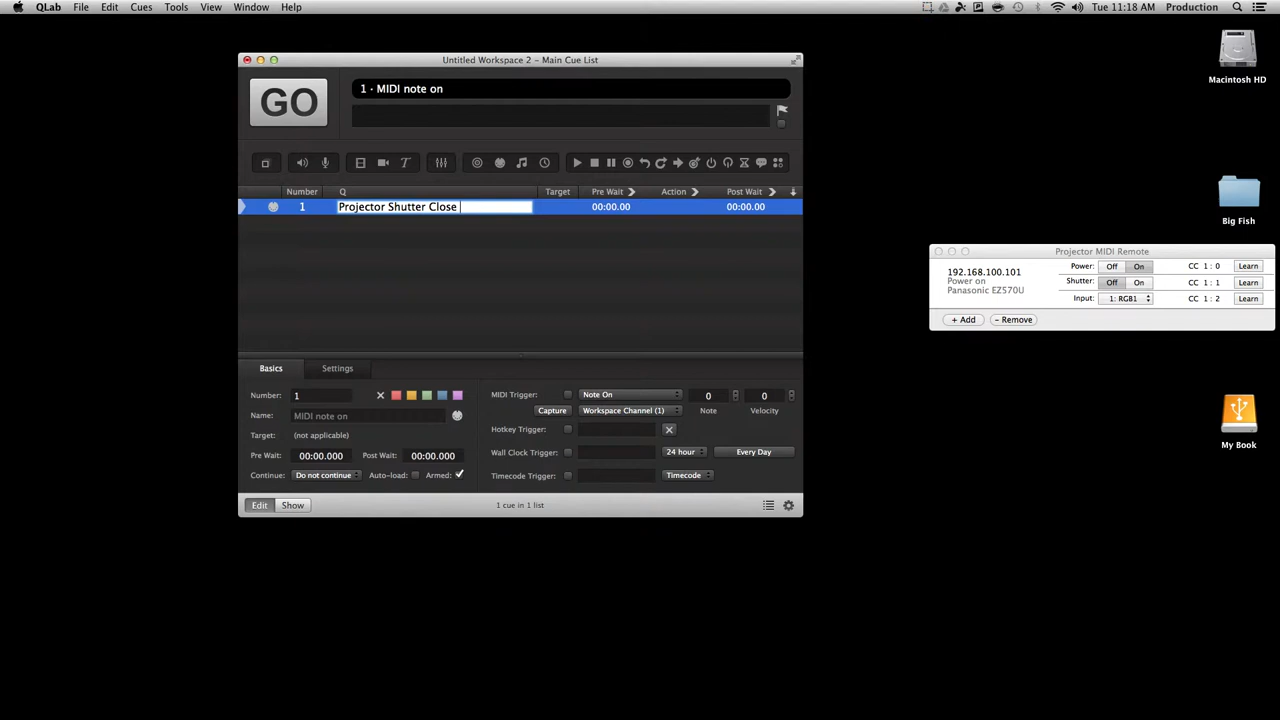 QLab File Edit Cues Tools View Window Help
Tue 11:18 AM Production
Macintosh HD
Untitled Workspace 2 – Main Cue List
GO
1 · MIDI note on
Number Q Target Pre Wait Action Post Wait
1 Projector Shutter Close 00:00.00 00:00.00
Big Fish
Projector MIDI Remote
192.168.100.101
Power on
Panasonic EZ570U
Power: Off On CC 1 : 0 Learn
Shutter: Off On CC 1 : 1 Learn
Input: 1: RGB1 CC 1 : 2 Learn
+ Add - Remove
Basics Settings
Number: 1
Name: MIDI note on
Target: (not applicable)
Pre Wait: 00:00.000 Post Wait: 00:00.000
Continue: Do not continue Auto-load: Armed:
MIDI Trigger: Note On 0 0
Capture Workspace Channel (1) Note Velocity
Hotkey Trigger:
Wall Clock Trigger: 24 hour Every Day
Timecode Trigger: Timecode
My Book
Edit Show 1 cue in 1 list